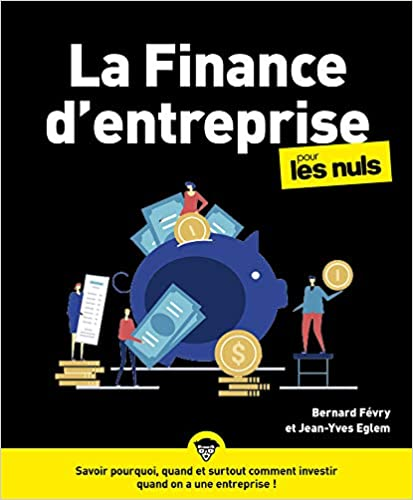 La Finance
d'entreprise
pour
les nuls
1
$
Bernard Févry
et Jean-Yves Eglem
Savoir pourquoi, quand et surtout comment investir
quand on a une entreprise !